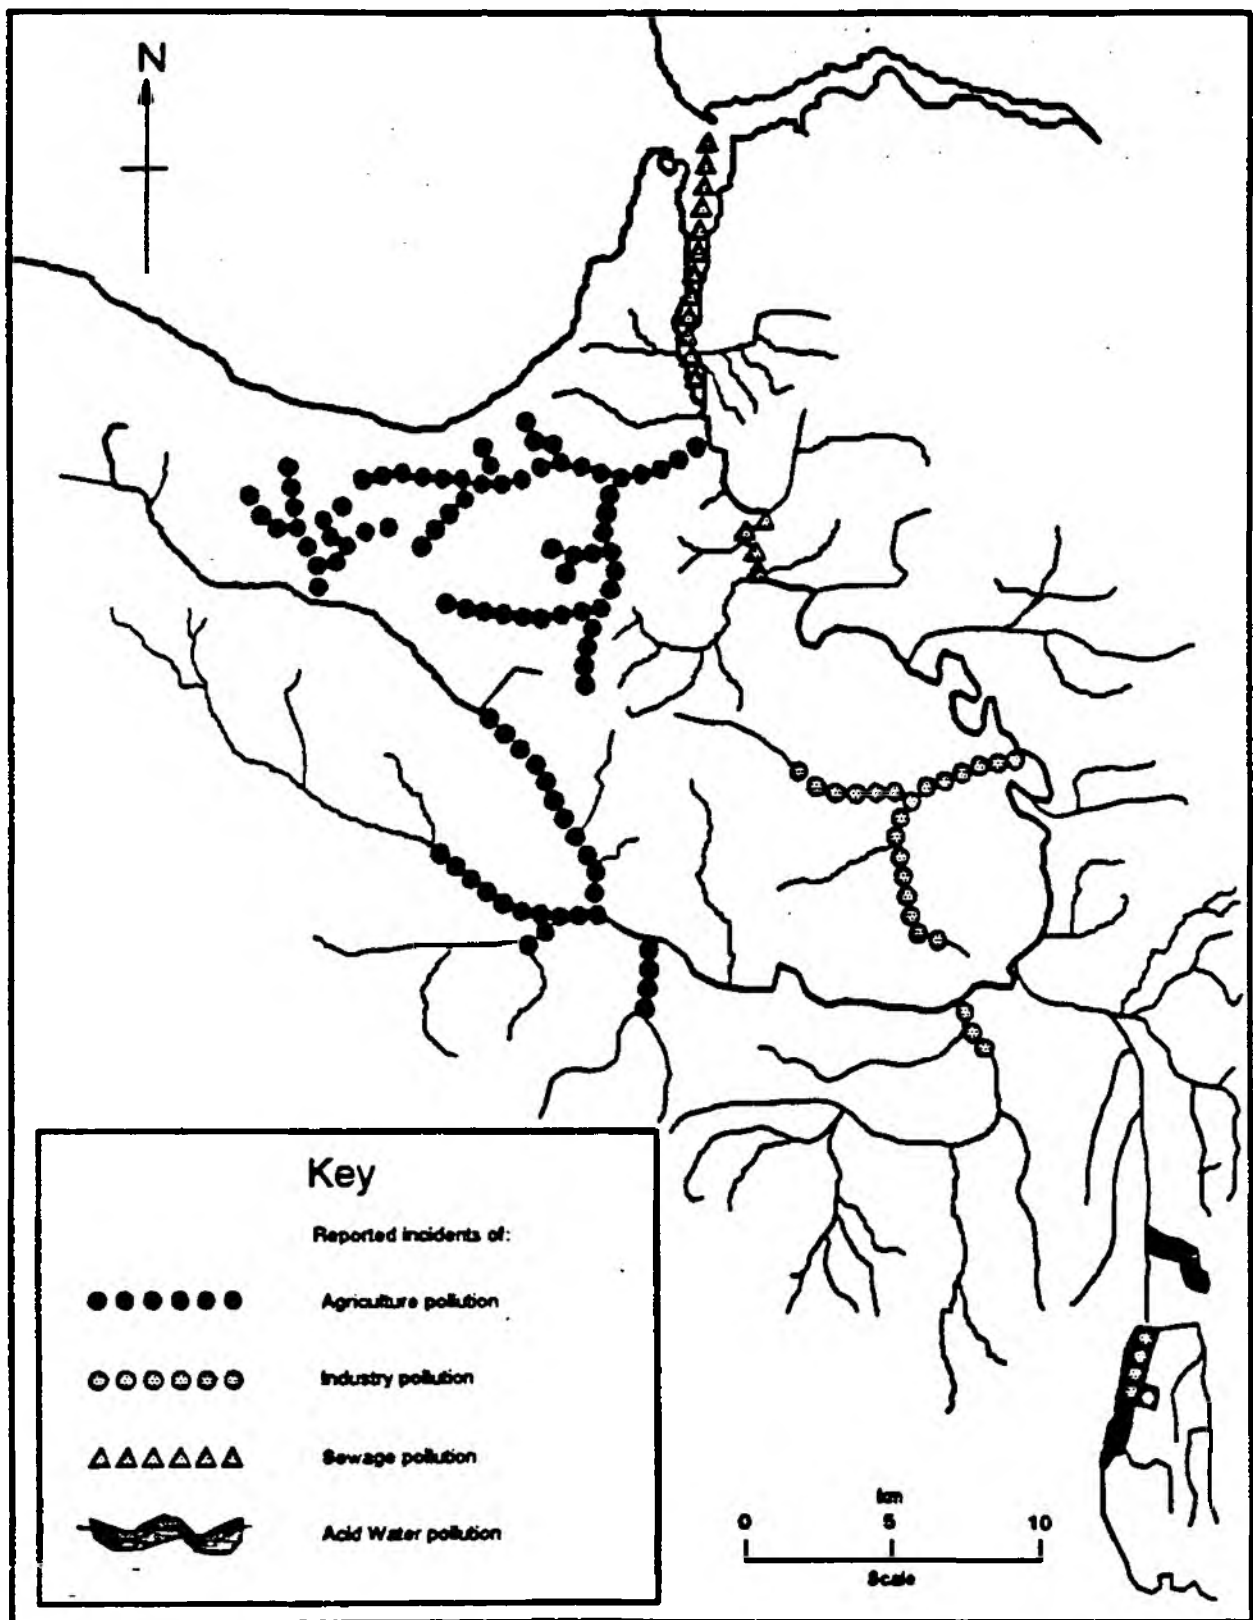 N
Key
Reported incidents of:
Agriculture pollution
Industry pollution
Sewage pollution
Acid Water pollution
km
0 5 10
Scale